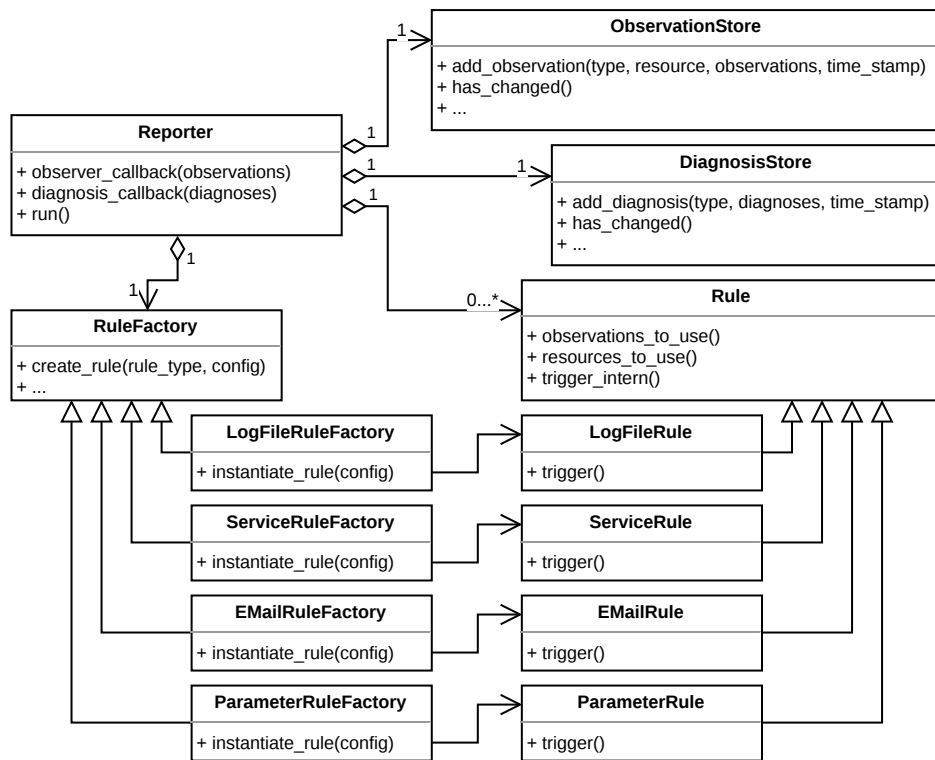 ObservationStore
+ add_observation(type, resource, observations, time_stamp)
+ has_changed()
+ ...
1
1
Reporter
+ observer_callback(observations)
+ diagnosis_callback(diagnoses)
+ run()
DiagnosisStore
+ add_diagnosis(type, diagnoses, time_stamp)
+ has_changed()
+ ...
1
1
1
0...*
1
1
Rule
+ observations_to_use()
+ resources_to_use()
+ trigger_intern()
RuleFactory
+ create_rule(rule_type, config)
+ ...
LogFileRuleFactory
+ instantiate_rule(config)
LogFileRule
+ trigger()
ServiceRuleFactory
+ instantiate_rule(config)
ServiceRule
+ trigger()
EMailRuleFactory
+ instantiate_rule(config)
EMailRule
+ trigger()
ParameterRuleFactory
+ instantiate_rule(config)
ParameterRule
+ trigger()